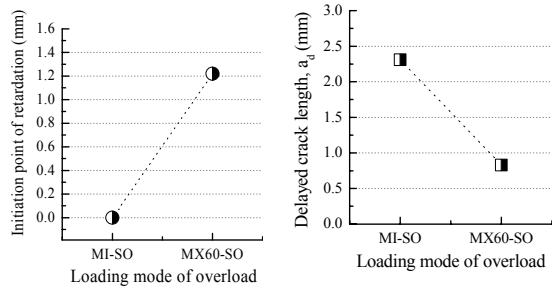 Initiation point of retardation (mm)
1.6
1.4
1.2
1.0
0.8
0.6
0.4
0.2
0.0
MI-SO
MX60-SO
Loading mode of overload
Delayed crack length, a_d (mm)
3.0
2.5
2.0
1.5
1.0
0.5
0.0
MI-SO
MX60-SO
Loading mode of overload